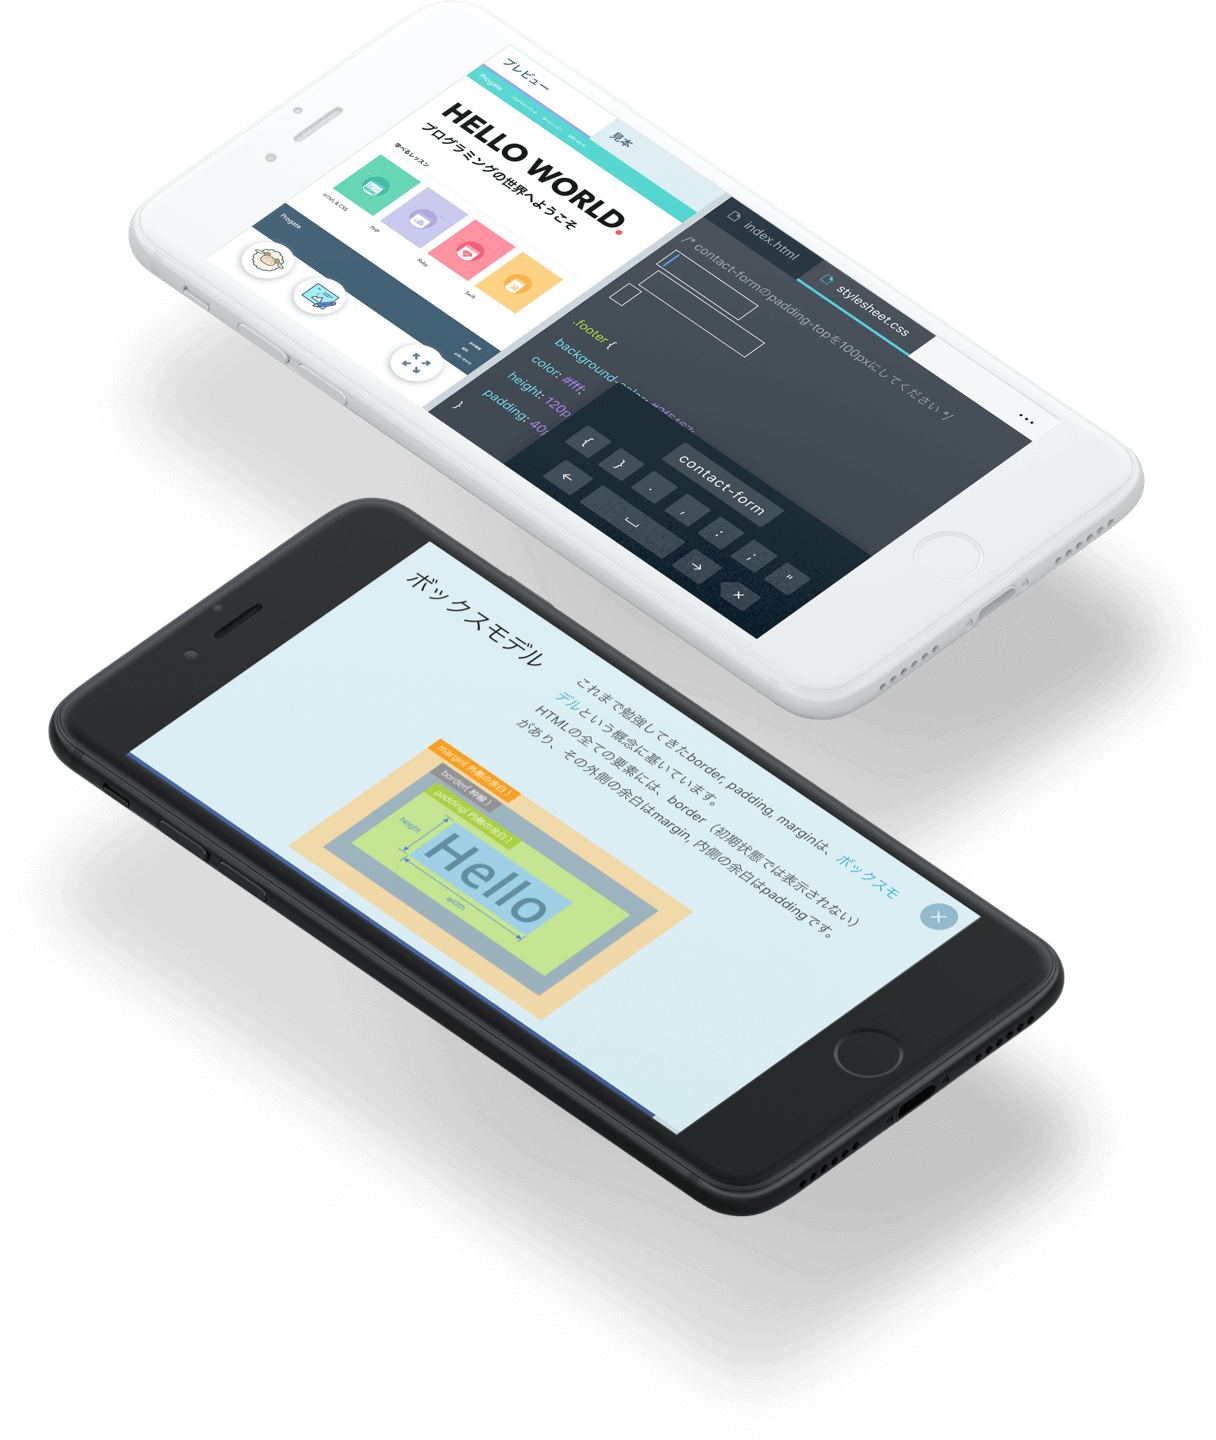 プレビュー
見本
Progate
HELLO WORLD.
プログラミングの世界へようこそ
学べるレッスン
HTML & CSS
PHP
Ruby
Swift
Progate
index.html
stylesheet.css
/* contact-formのpadding-topを100pxにしてください */
.footer {
background-color:
color: #fff;
height: 120p
padding: 40p
}
contact-form
{ } . , : ; "
ボックスモデル
これまで勉強してきたborder, padding, marginは、ボックスモ
デルという概念に基いています。
HTMLの全ての要素には、border（初期状態では表示されない）
があり、その外側の余白はmargin, 内側の余白はpaddingです。
margin( 外側の余白 )
border( 枠線 )
padding( 内側の余白 )
height
Hello
width